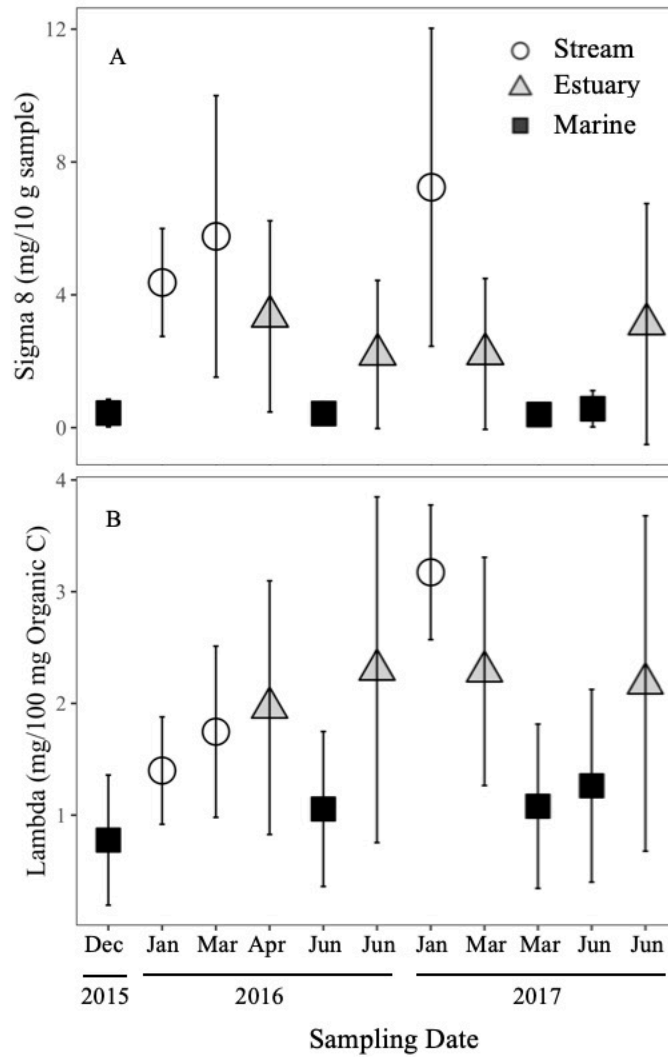 12
A
Stream
Estuary
Marine
8
4
0
Sigma 8 (mg/10 g sample)
4
B
3
2
1
Lambda (mg/100 mg Organic C)
Dec Jan Mar Apr Jun Jun Jan Mar Mar Jun Jun
2015 2016 2017
Sampling Date